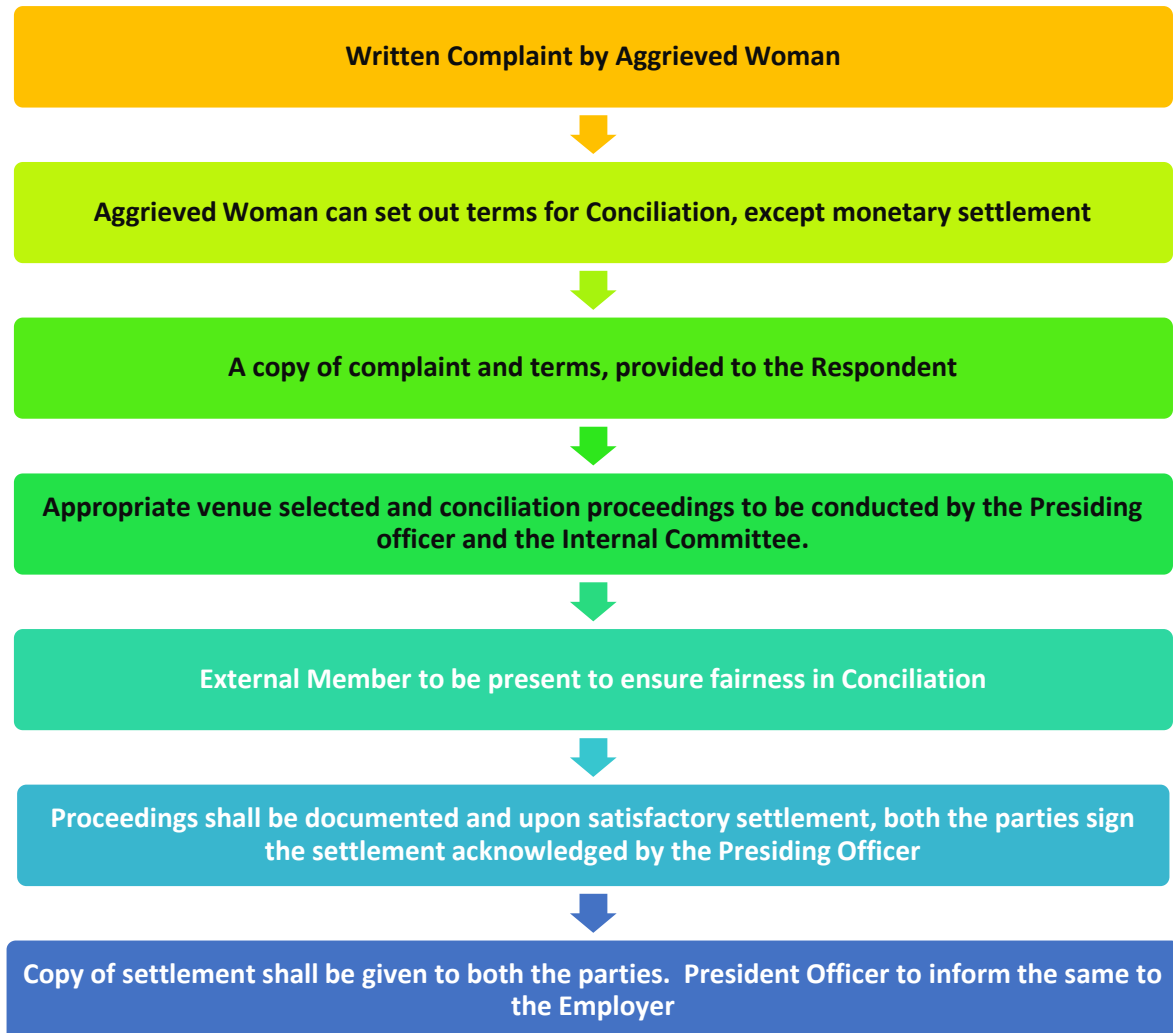 Written Complaint by Aggrieved Woman
Aggrieved Woman can set out terms for Conciliation, except monetary settlement
A copy of complaint and terms, provided to the Respondent
Appropriate venue selected and conciliation proceedings to be conducted by the Presiding
officer and the Internal Committee.
External Member to be present to ensure fairness in Conciliation
Proceedings shall be documented and upon satisfactory settlement, both the parties sign
the settlement acknowledged by the Presiding Officer
Copy of settlement shall be given to both the parties.  President Officer to inform the same to
the Employer